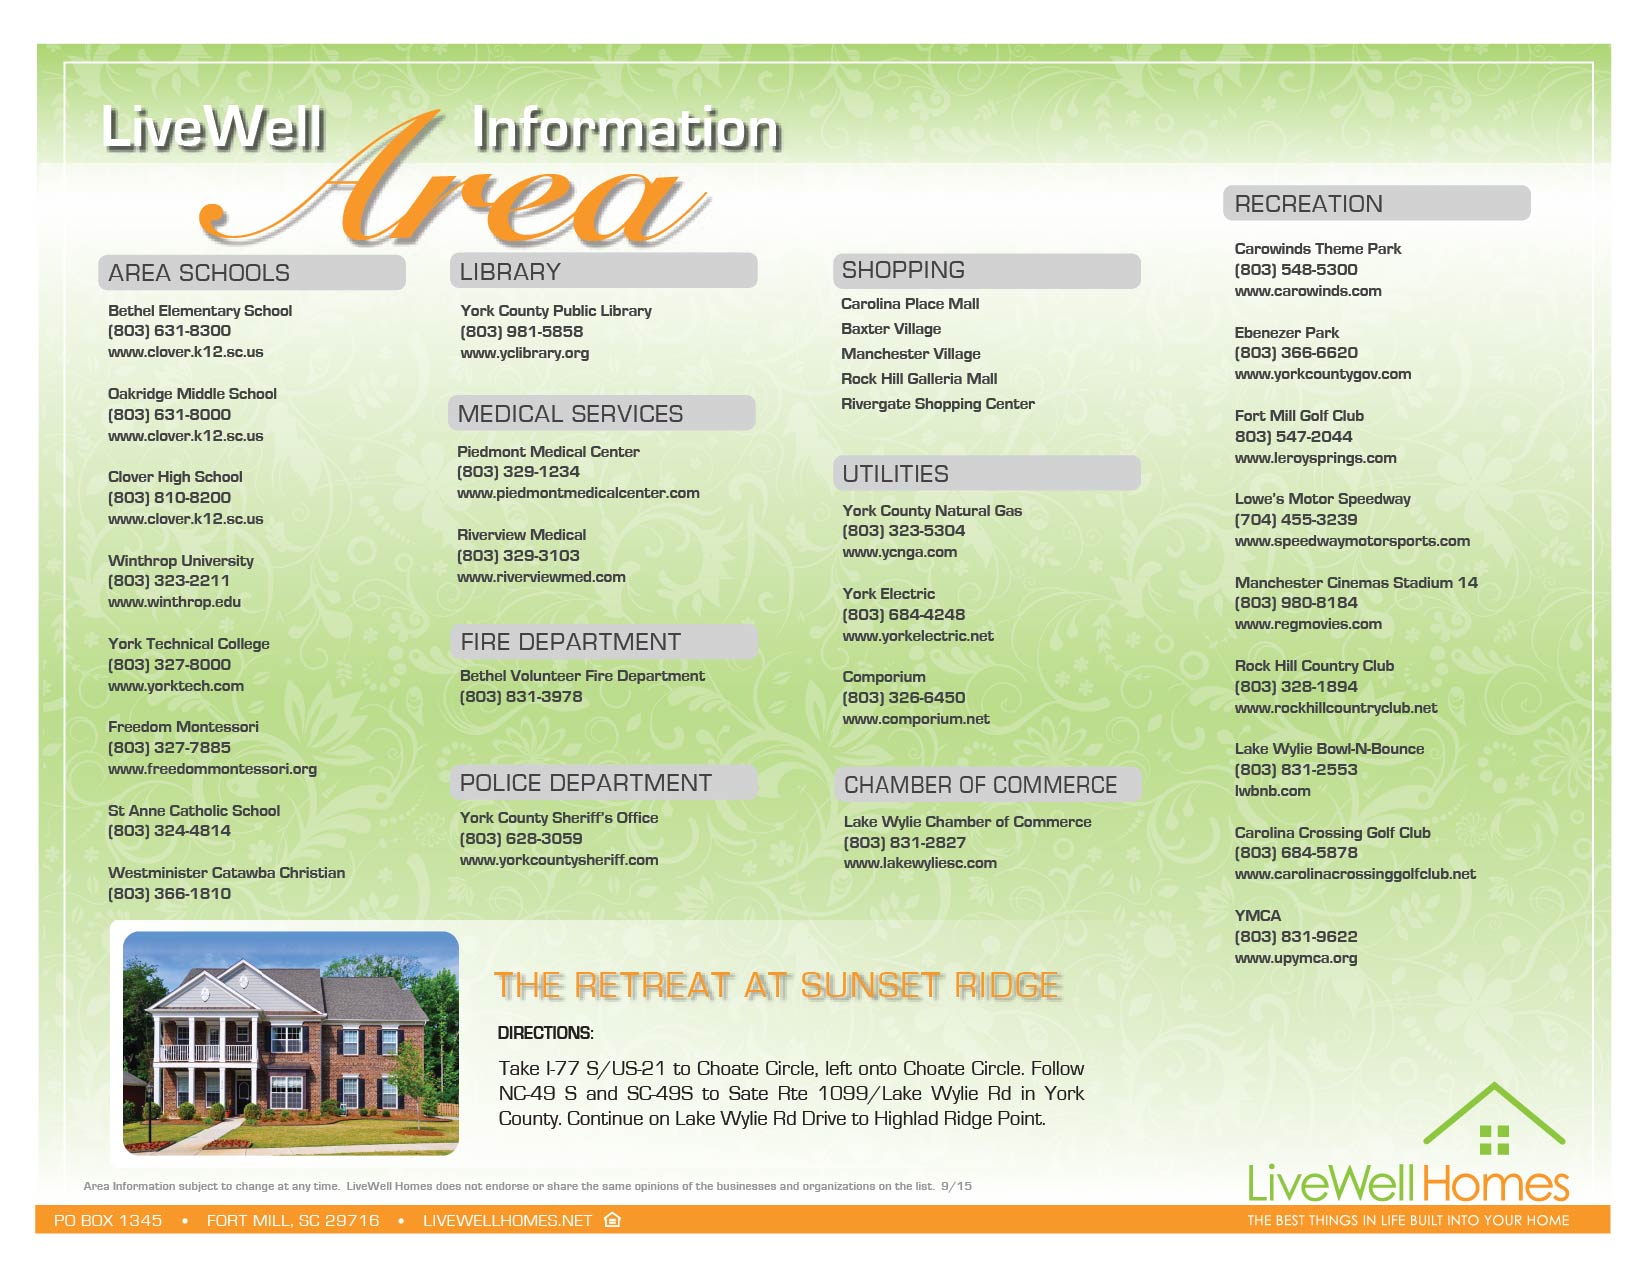 LiveWell Area Information
AREA SCHOOLS
Bethel Elementary School
(803) 631-8300
www.clover.k12.sc.us
Oakridge Middle School
(803) 631-8000
www.clover.k12.sc.us
Clover High School
(803) 810-8200
www.clover.k12.sc.us
Winthrop University
(803) 323-2211
www.winthrop.edu
York Technical College
(803) 327-8000
www.yorktech.com
Freedom Montessori
(803) 327-7885
www.freedommontessori.org
St Anne Catholic School
(803) 324-4814
Westminister Catawba Christian
(803) 366-1810
LIBRARY
York County Public Library
(803) 981-5858
www.yclibrary.org
MEDICAL SERVICES
Piedmont Medical Center
(803) 329-1234
www.piedmontmedicalcenter.com
Riverview Medical
(803) 329-3103
www.riverviewmed.com
FIRE DEPARTMENT
Bethel Volunteer Fire Department
(803) 831-3978
POLICE DEPARTMENT
York County Sheriff's Office
(803) 628-3059
www.yorkcountysheriff.com
SHOPPING
Carolina Place Mall
Baxter Village
Manchester Village
Rock Hill Galleria Mall
Rivergate Shopping Center
UTILITIES
York County Natural Gas
(803) 323-5304
www.ycnga.com
York Electric
(803) 684-4248
www.yorkelectric.net
Comporium
(803) 326-6450
www.comporium.net
CHAMBER OF COMMERCE
Lake Wylie Chamber of Commerce
(803) 831-2827
www.lakewyliesc.com
RECREATION
Carowinds Theme Park
(803) 548-5300
www.carowinds.com
Ebenezer Park
(803) 366-6620
www.yorkcountygov.com
Fort Mill Golf Club
803) 547-2044
www.leroysprings.com
Lowe's Motor Speedway
(704) 455-3239
www.speedwaymotorsports.com
Manchester Cinemas Stadium 14
(803) 980-8184
www.regmovies.com
Rock Hill Country Club
(803) 328-1894
www.rockhillcountryclub.net
Lake Wylie Bowl-N-Bounce
(803) 831-2553
lwbnb.com
Carolina Crossing Golf Club
(803) 684-5878
www.carolinacrossinggolfclub.net
YMCA
(803) 831-9622
www.upymca.org
THE RETREAT AT SUNSET RIDGE
DIRECTIONS:
Take I-77 S/US-21 to Choate Circle, left onto Choate Circle. Follow
NC-49 S and SC-49S to Sate Rte 1099/Lake Wylie Rd in York
County. Continue on Lake Wylie Rd Drive to Highlad Ridge Point.
Area Information subject to change at any time. LiveWell Homes does not endorse or share the same opinions of the businesses and organizations on the list. 9/15
LiveWell Homes
PO BOX 1345 • FORT MILL, SC 29716 • LIVEWELLHOMES.NET
THE BEST THINGS IN LIFE BUILT INTO YOUR HOME